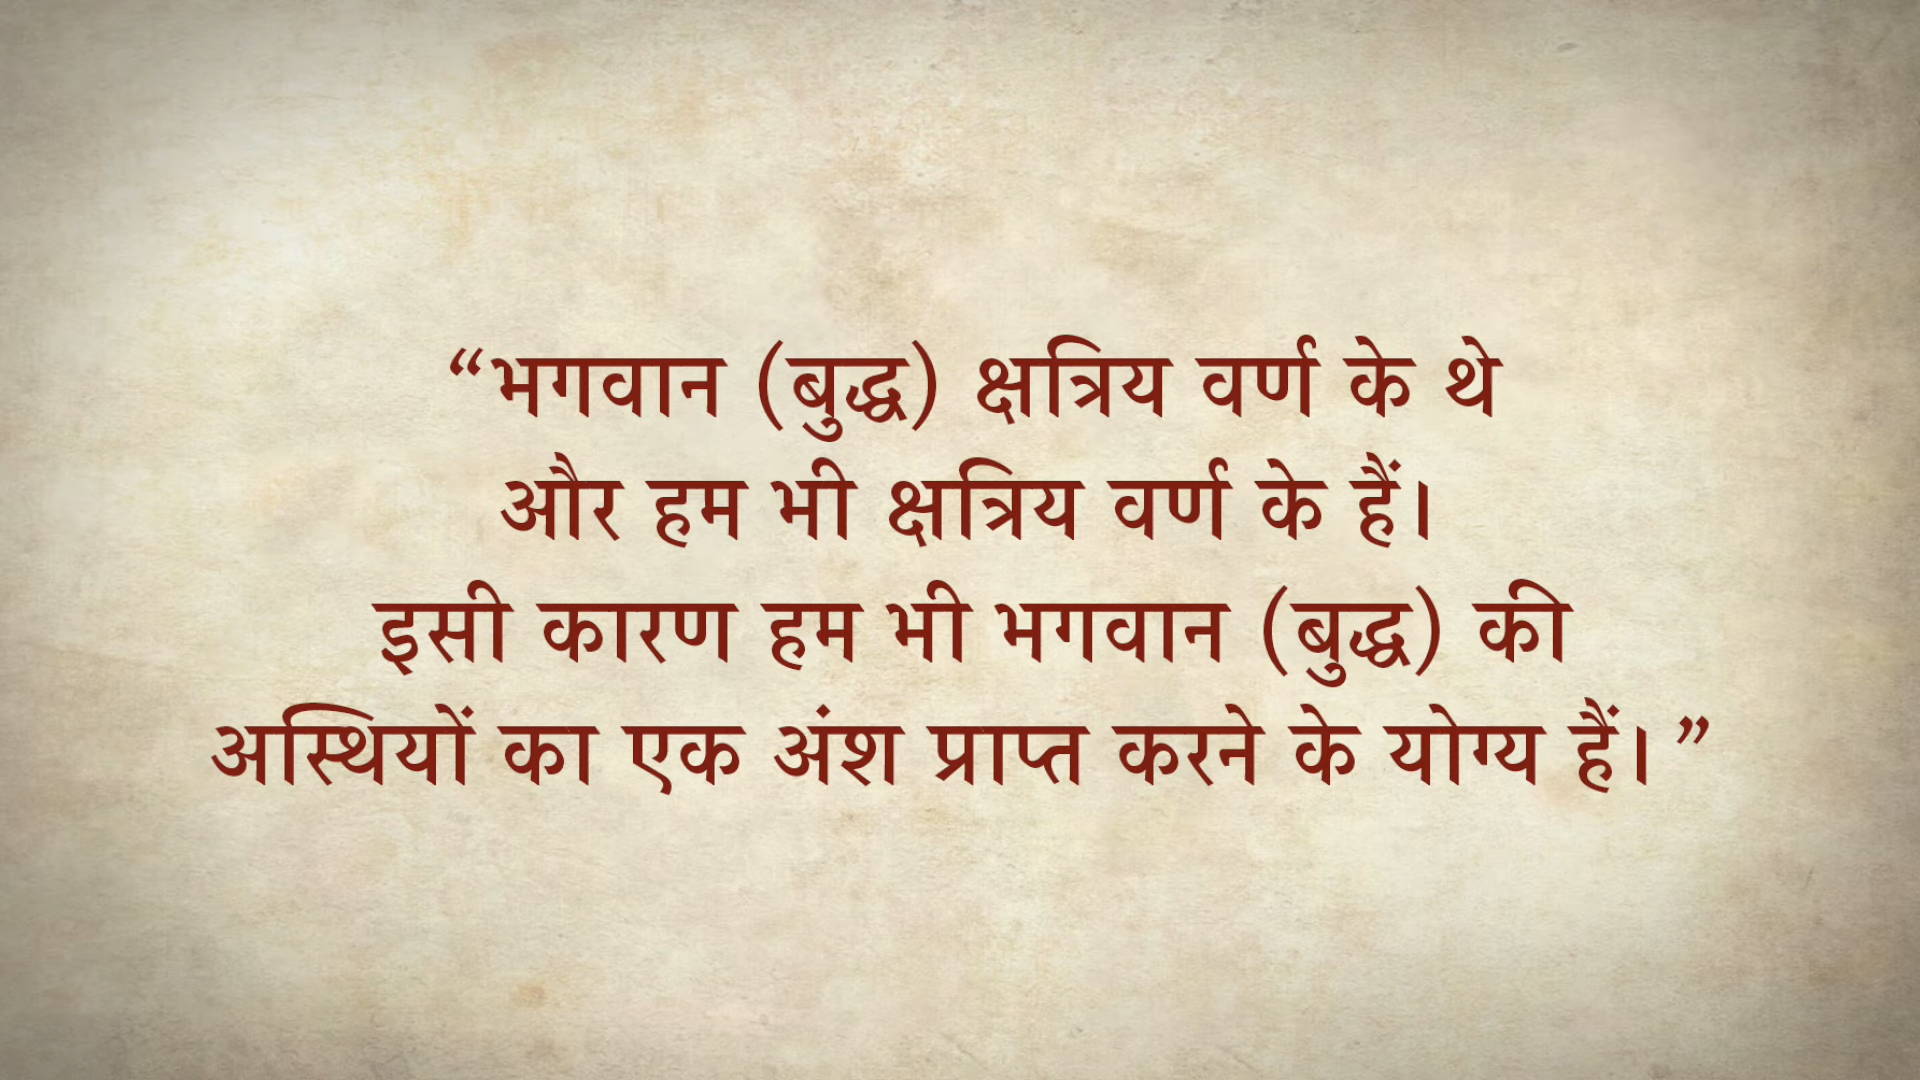 “भगवान (बुद्ध) क्षत्रिय वर्ण के थे
और हम भी क्षत्रिय वर्ण के हैं।
इसी कारण हम भी भगवान (बुद्ध) की
अस्थियों का एक अंश प्राप्त करने के योग्य हैं।”